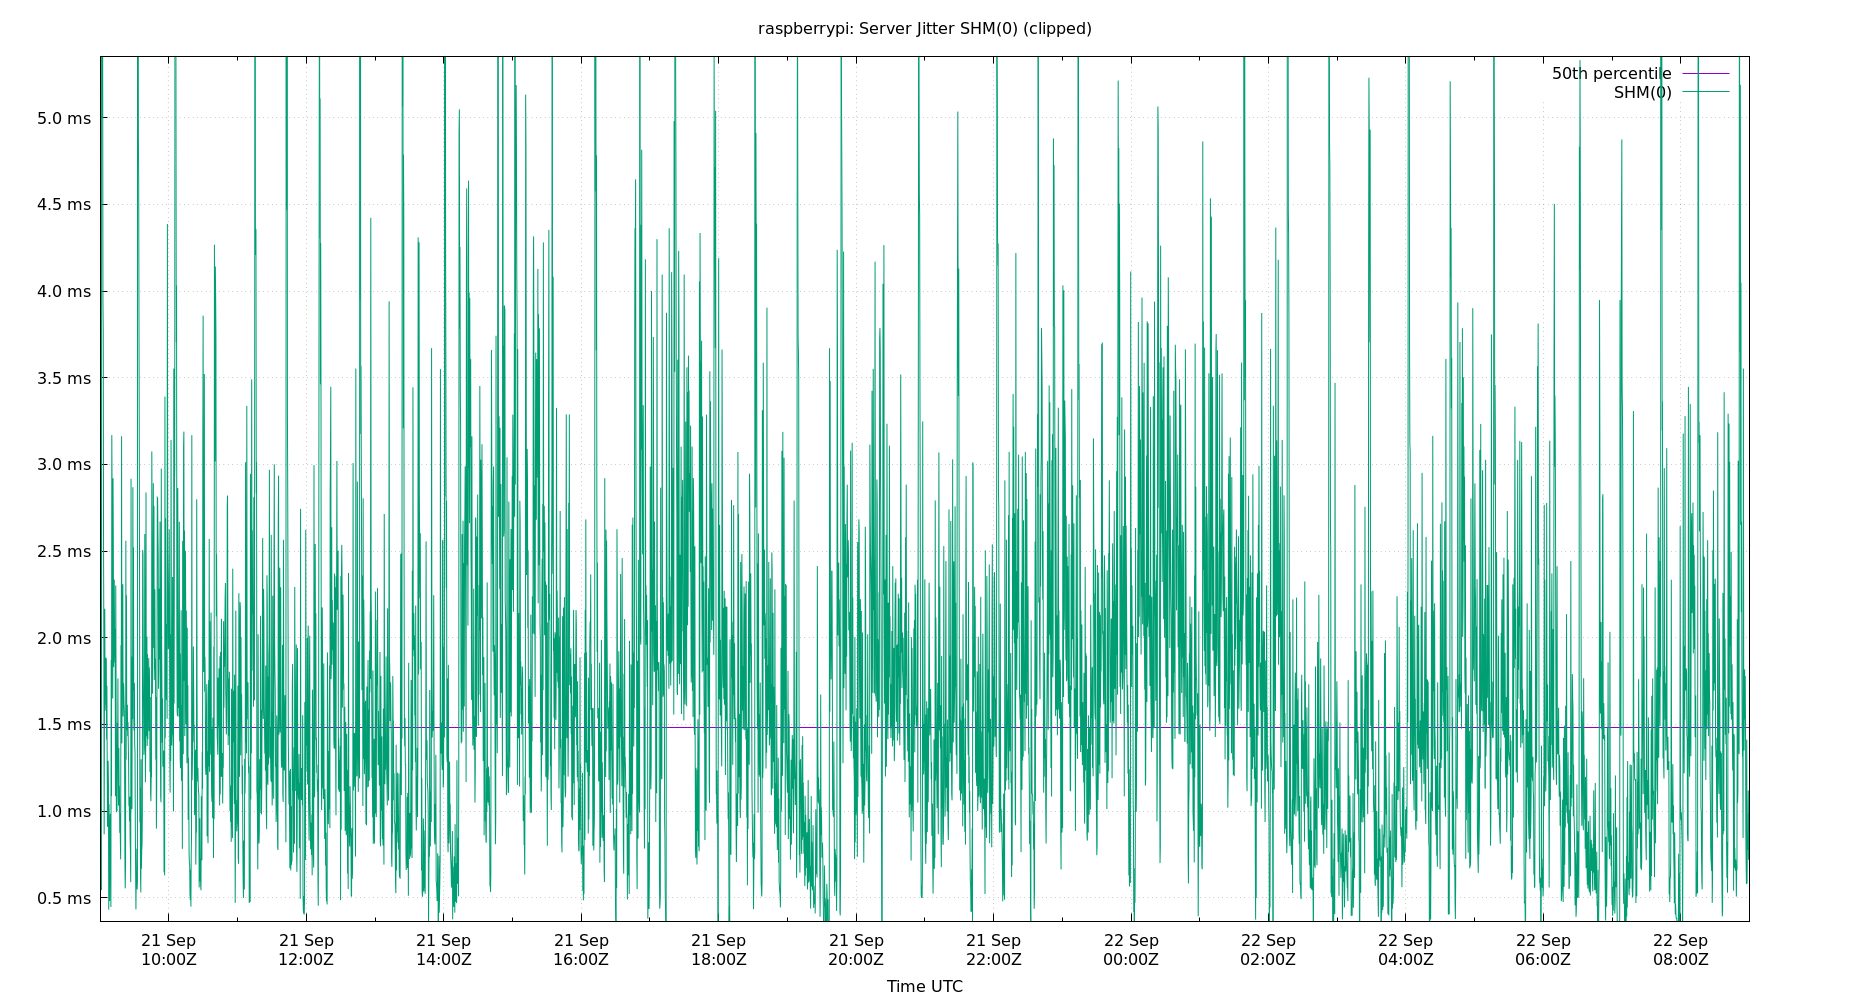 raspberrypi: Server Jitter SHM(0) (clipped)
50th percentile
SHM(0)
5.0 ms
4.5 ms
4.0 ms
3.5 ms
3.0 ms
2.5 ms
2.0 ms
1.5 ms
1.0 ms
0.5 ms
21 Sep 21 Sep 21 Sep 21 Sep 21 Sep 21 Sep 21 Sep 22 Sep 22 Sep 22 Sep 22 Sep 22 Sep
10:00Z 12:00Z 14:00Z 16:00Z 18:00Z 20:00Z 22:00Z 00:00Z 02:00Z 04:00Z 06:00Z 08:00Z
Time UTC